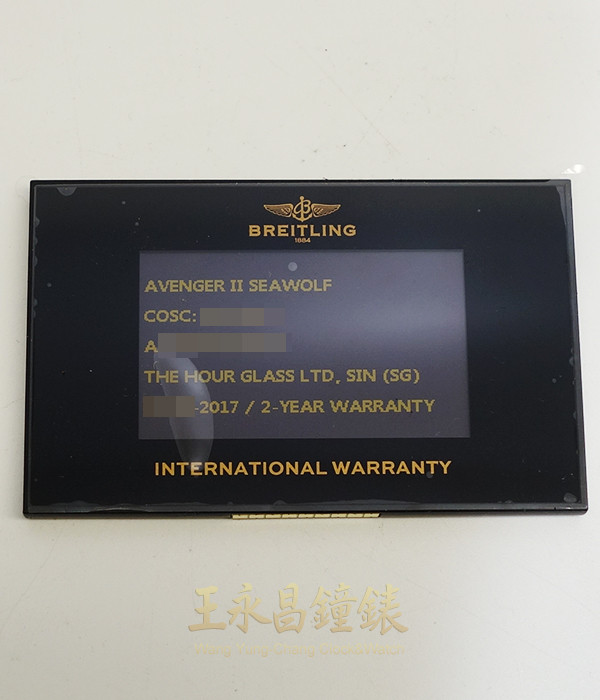 BREITLING
1884
AVENGER II SEAWOLF
COSC:
A
THE HOUR GLASS LTD, SIN (SG)
-2017 / 2-YEAR WARRANTY
INTERNATIONAL WARRANTY
王永昌鐘錶